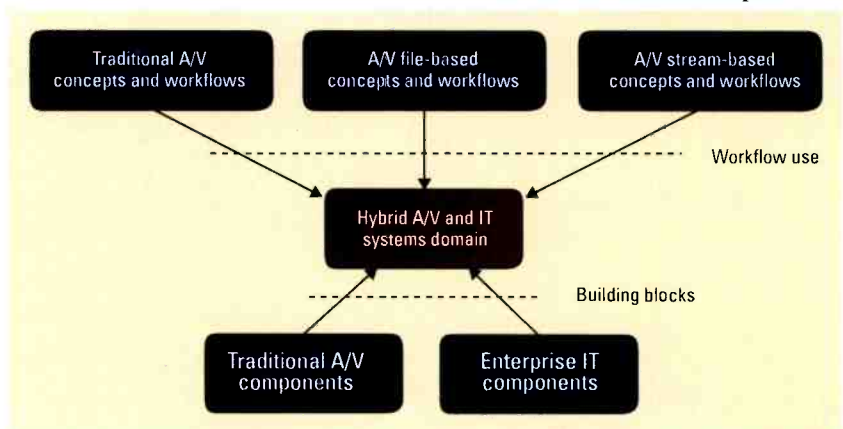 Traditional A/V
concepts and workflows
A/V file-based
concepts and workflows
A/V stream-based
concepts and workflows
Workflow use
Hybrid A/V and IT
systems domain
Building blocks
Traditional A/V
components
Enterprise IT
components